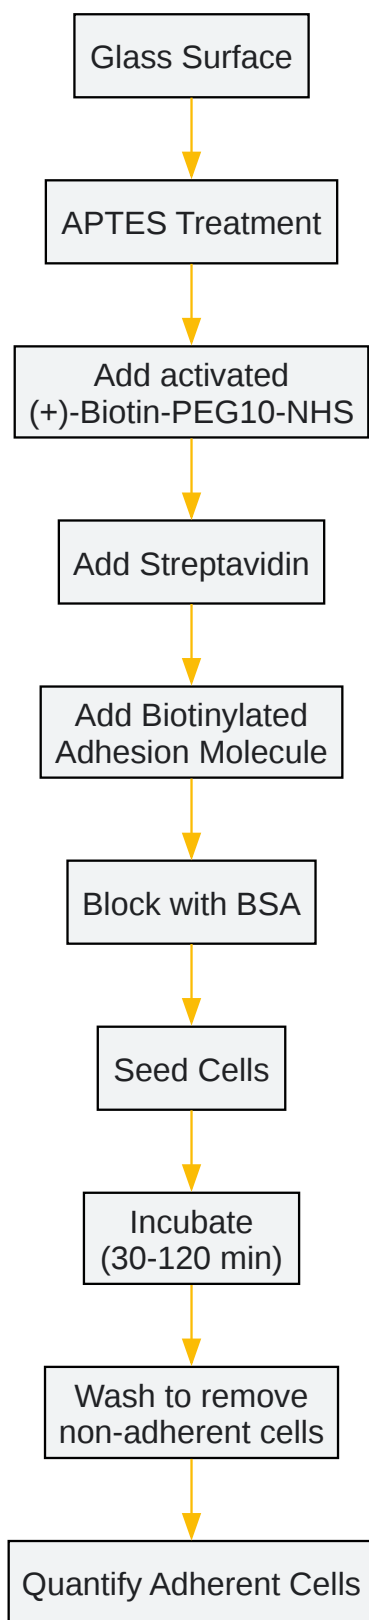 Glass Surface
APTES Treatment
Add activated
(+)-Biotin-PEG10-NHS
Add Streptavidin
Add Biotinylated
Adhesion Molecule
Block with BSA
Seed Cells
Incubate
(30-120 min)
Wash to remove
non-adherent cells
Quantify Adherent Cells